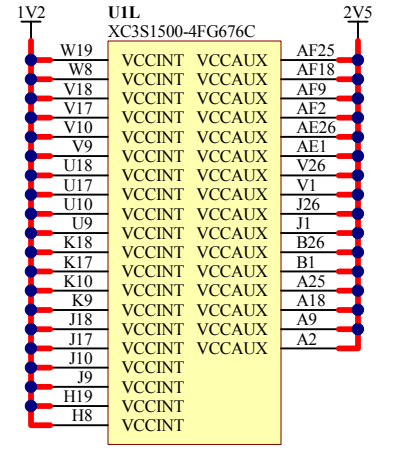 1V2 U1L 2V5
XC3S1500-4FG676C
W19 VCCINT VCCAUX AF25
W8 VCCINT VCCAUX AF18
V18 VCCINT VCCAUX AF9
V17 VCCINT VCCAUX AF2
V10 VCCINT VCCAUX AE26
V9 VCCINT VCCAUX AE1
U18 VCCINT VCCAUX V26
U17 VCCINT VCCAUX V1
U10 VCCINT VCCAUX J26
U9 VCCINT VCCAUX J1
K18 VCCINT VCCAUX B26
K17 VCCINT VCCAUX B1
K10 VCCINT VCCAUX A25
K9 VCCINT VCCAUX A18
J18 VCCINT VCCAUX A9
J17 VCCINT VCCAUX A2
J10 VCCINT
J9 VCCINT
H19 VCCINT
H8 VCCINT